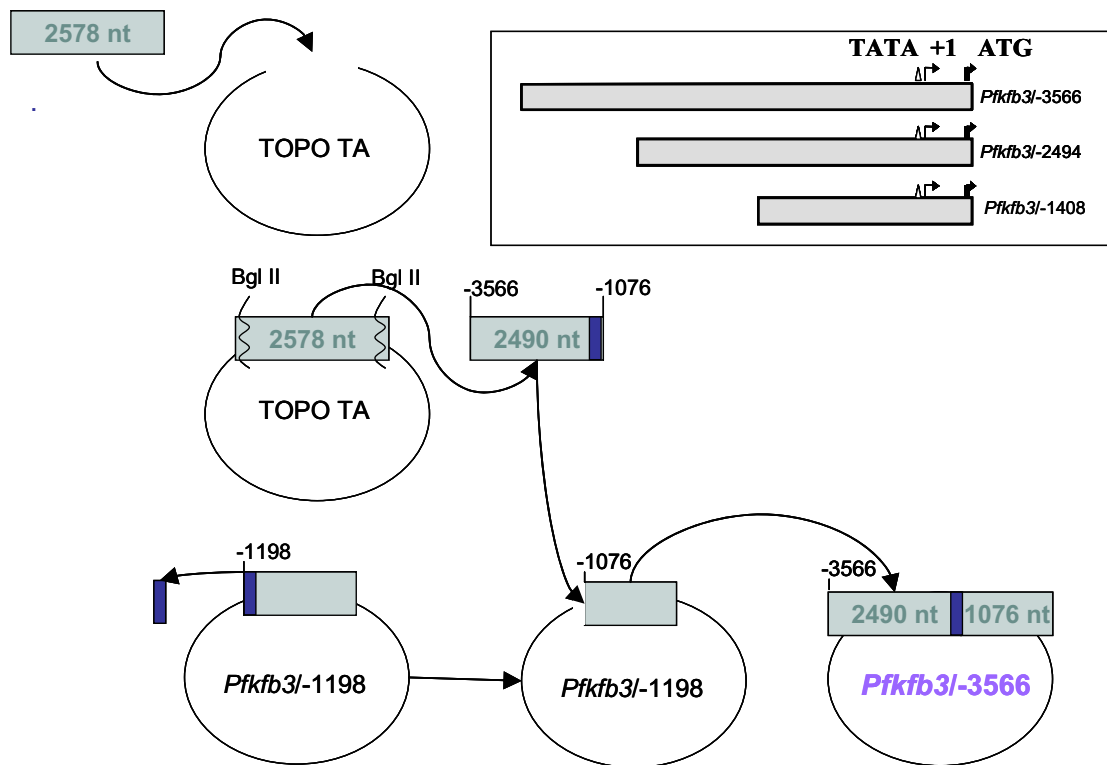 2578 nt
TOPO TA
TATA +1 ATG
Pfkfb3/-3566
Pfkfb3/-2494
Pfkfb3/-1408
Bgl II
Bgl II
2578 nt
TOPO TA
-3566
-1076
2490 nt
-1198
Pfkfb3/-1198
-1076
Pfkfb3/-1198
-3566
2490 nt
1076 nt
Pfkfb3/-3566